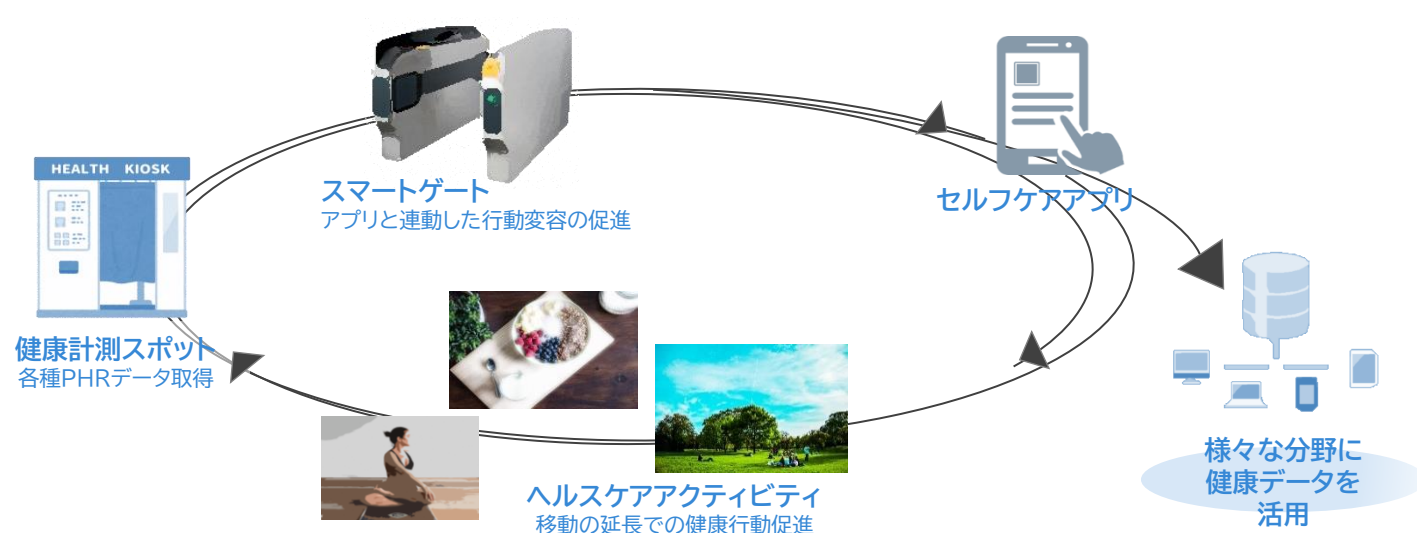 スマートゲート
アプリと連動した行動変容の促進
セルフケアアプリ
HEALTH KIOSK
健康計測スポット
各種PHRデータ取得
ヘルスケアアクティビティ
移動の延長での健康行動促進
様々な分野に
健康データを
活用